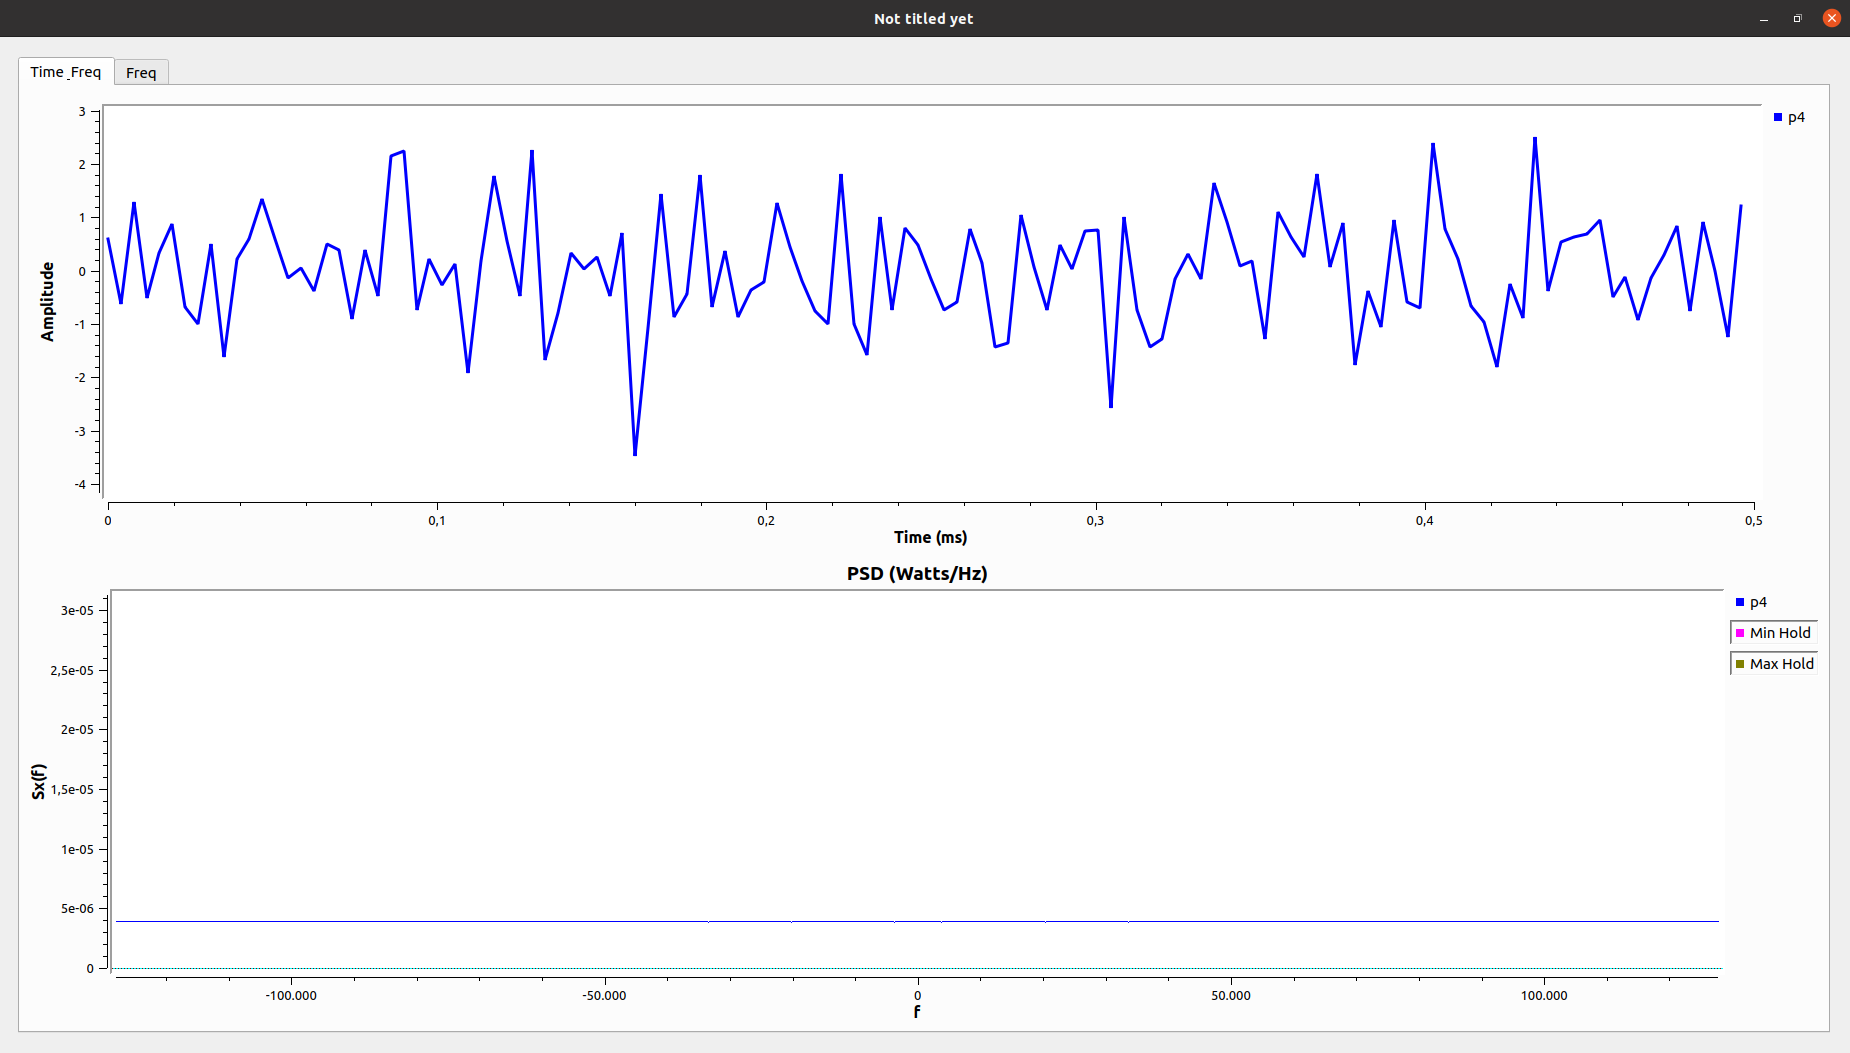 Not titled yet
Time_Freq
Freq
3
2
1
0
-1
-2
-3
-4
Amplitude
0
0,1
0,2
0,3
0,4
0,5
Time (ms)
p4
PSD (Watts/Hz)
3e-05
2,5e-05
2e-05
1,5e-05
1e-05
5e-06
0
Sx(f)
-100.000
-50.000
0
50.000
100.000
f
p4
Min Hold
Max Hold